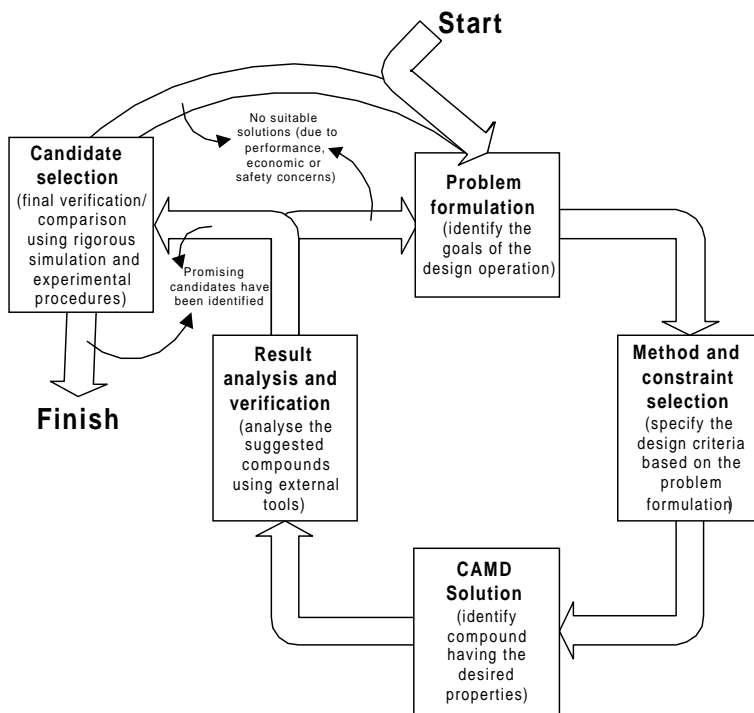 Start
No suitable
solutions (due to
performance,
economic or
safety concerns)
Candidate
selection
(final verification/
comparison
using rigorous
simulation and
experimental
procedures)
Problem
formulation
(identify the
goals of the
design operation)
Promising
candidates have
been identified
Finish
Result
analysis and
verification
(analyse the
suggested
compounds
using external
tools)
Method and
constraint
selection
(specify the
design criteria
based on the
problem
formulation)
CAMD
Solution
(identify
compound
having the
desired
properties)